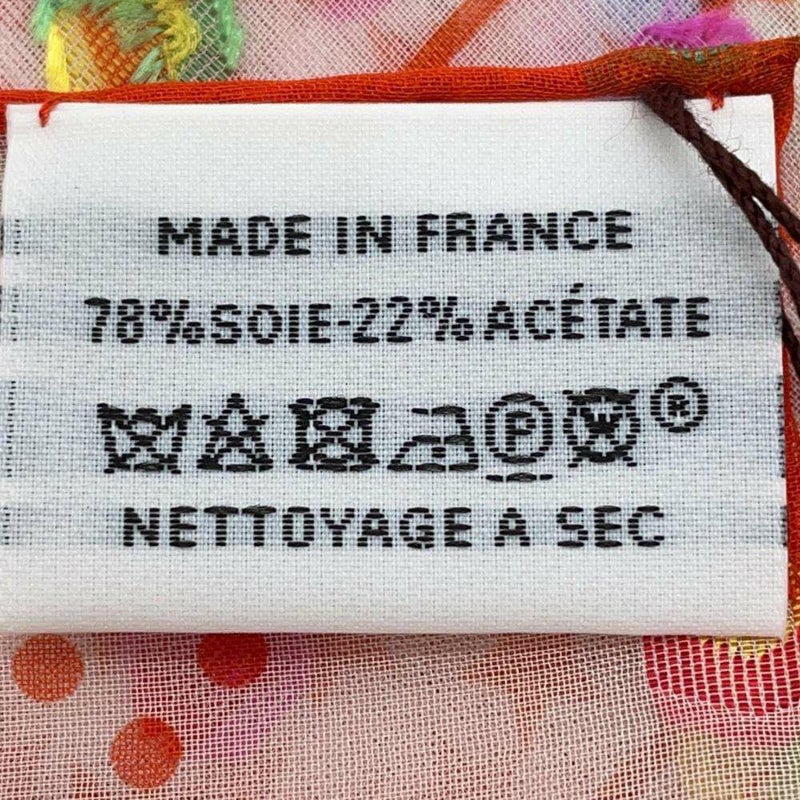 MADE IN FRANCE
78%SOIE-22%ACÉTATE
P W ®
NETTOYAGE A SEC